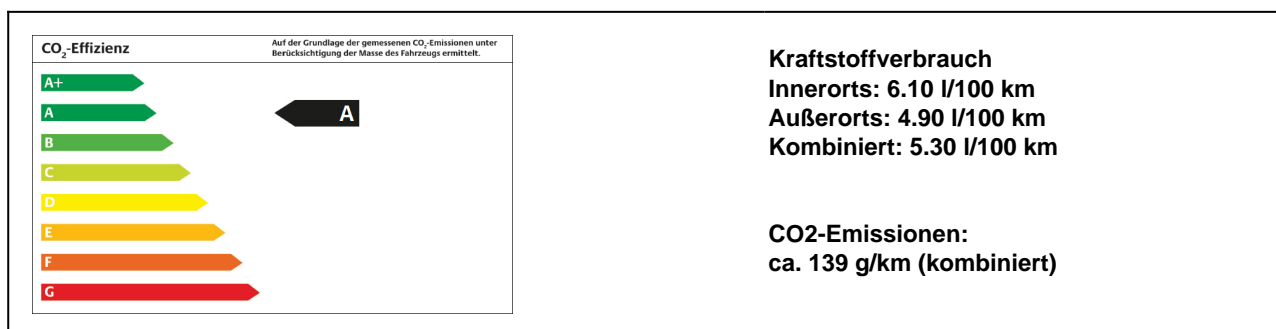 CO₂-Effizienz
Auf der Grundlage der gemessenen CO₂-Emissionen unter
Berücksichtigung der Masse des Fahrzeugs ermittelt.
A+
A
A
B
C
D
E
F
G
Kraftstoffverbrauch
Innerorts: 6.10 l/100 km
Außerorts: 4.90 l/100 km
Kombiniert: 5.30 l/100 km
CO2-Emissionen:
ca. 139 g/km (kombiniert)